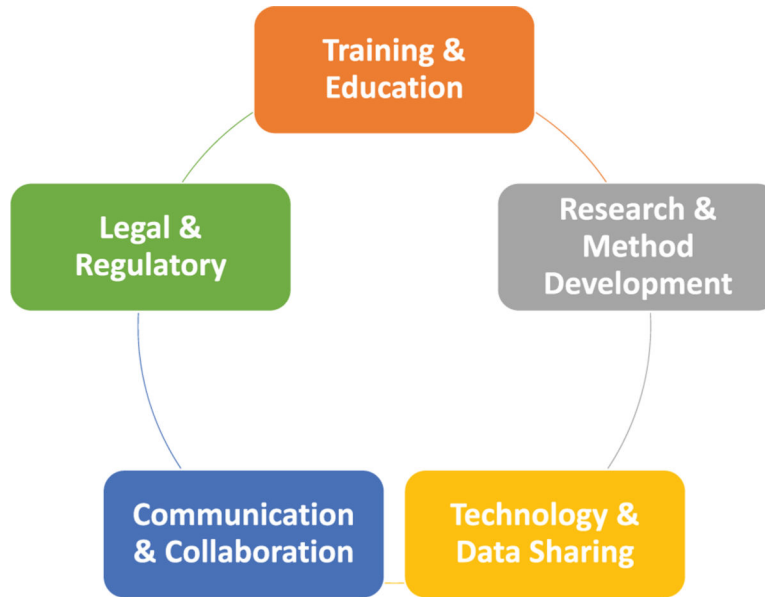 Training &
Education
Research &
Method
Development
Technology &
Data Sharing
Communication
& Collaboration
Legal &
Regulatory